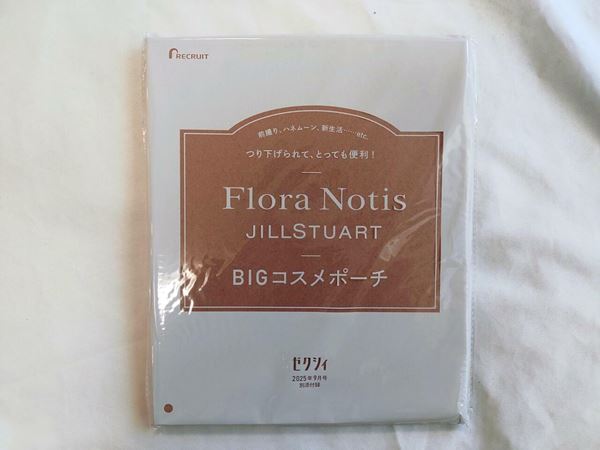 RECRUIT
前撮り、ハネムーン、新生活……etc.
つり下げられて、とっても便利！
Flora Notis
JILLSTUART
BIGコスメポーチ
ゼクシィ
2025年9月号
別添付録